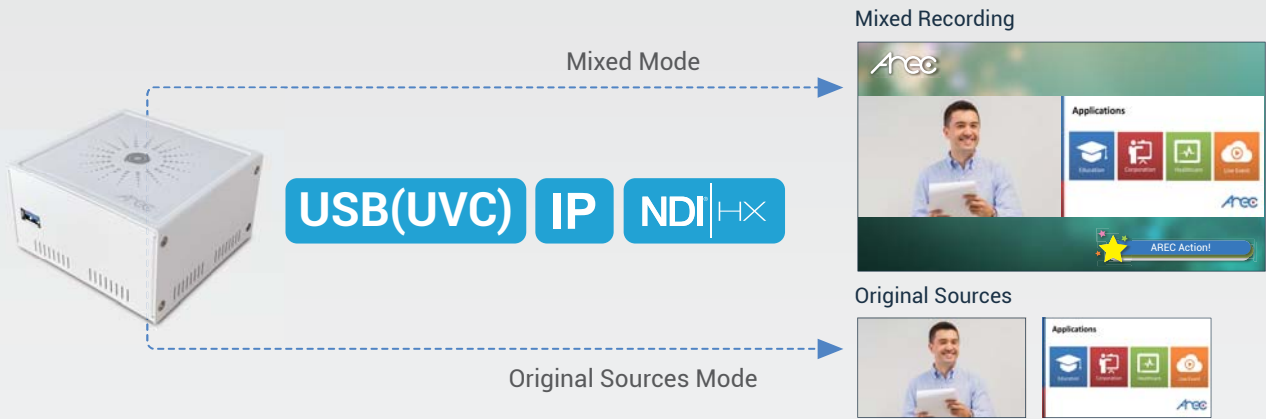 Mixed Recording
Mixed Mode
AREC
Applications
Education
Corporation
Healthcare
Live Event
AREC
AREC Action!
USB(UVC)
IP
NDI HX
AREC
Original Sources
Original Sources Mode
Applications
Education
Corporation
Healthcare
Live Event
AREC